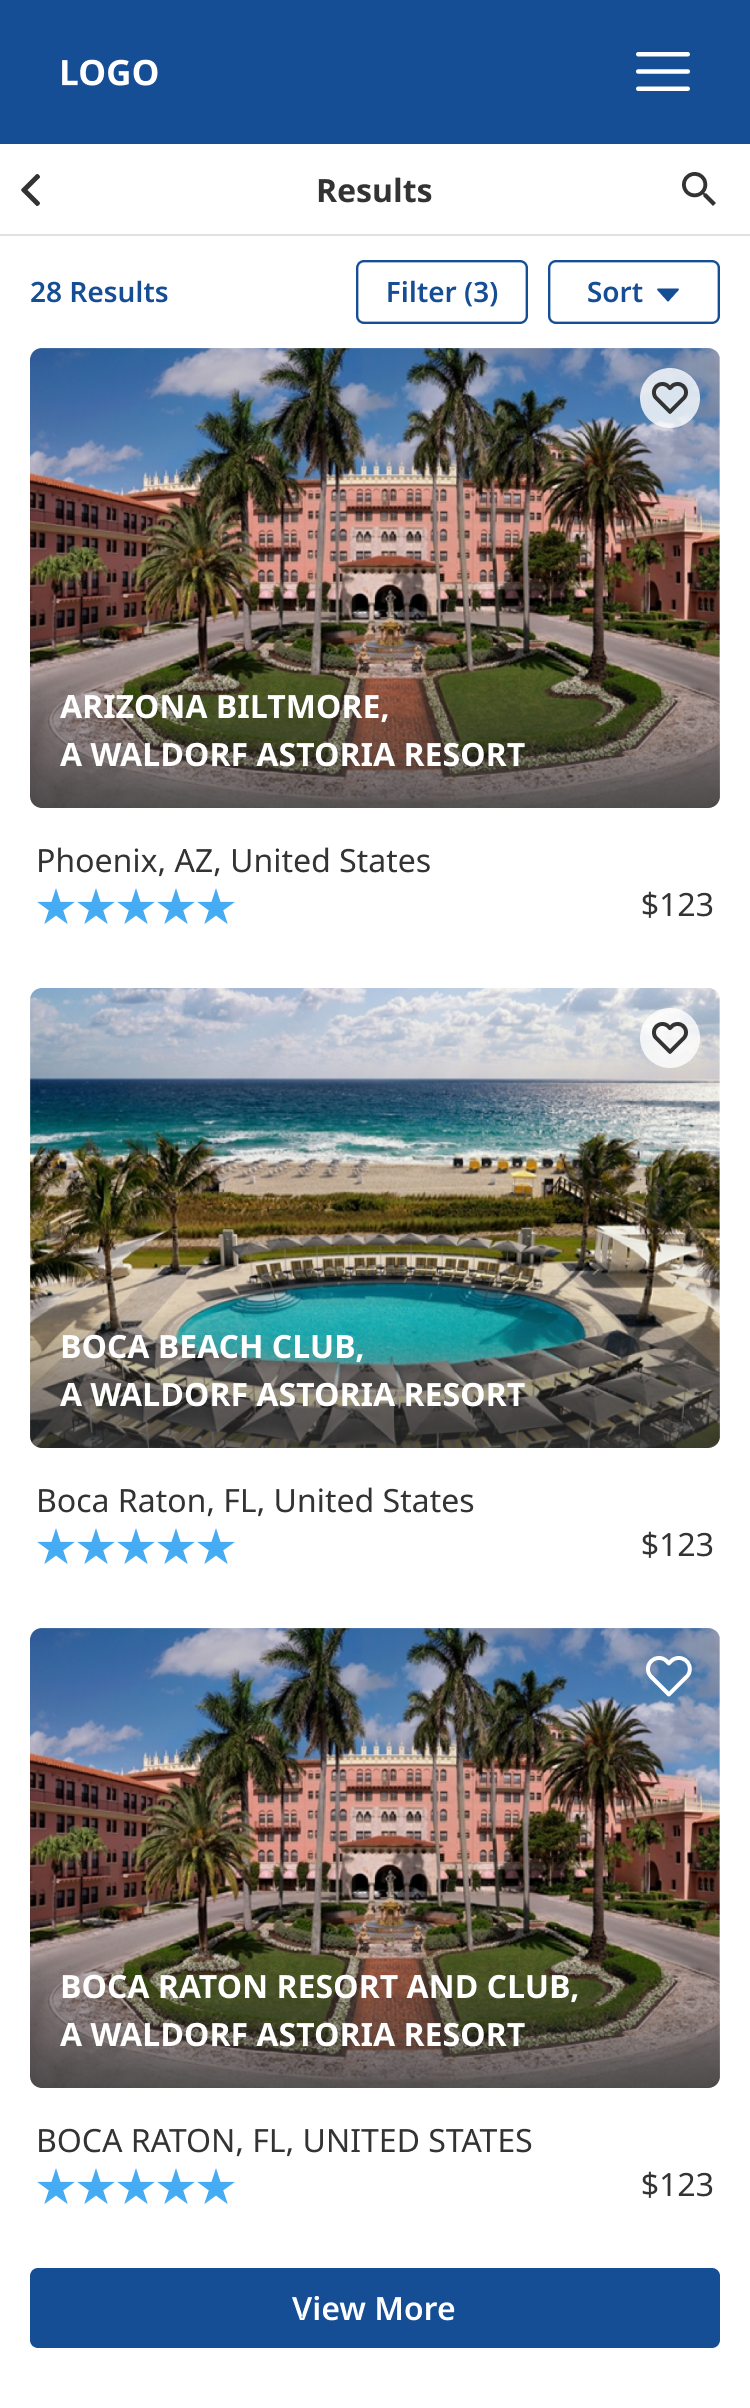 LOGO
Results
28 Results
Filter (3)
Sort
ARIZONA BILTMORE,
A WALDORF ASTORIA RESORT
Phoenix, AZ, United States
$123
BOCA BEACH CLUB,
A WALDORF ASTORIA RESORT
Boca Raton, FL, United States
$123
BOCA RATON RESORT AND CLUB,
A WALDORF ASTORIA RESORT
BOCA RATON, FL, UNITED STATES
$123
View More